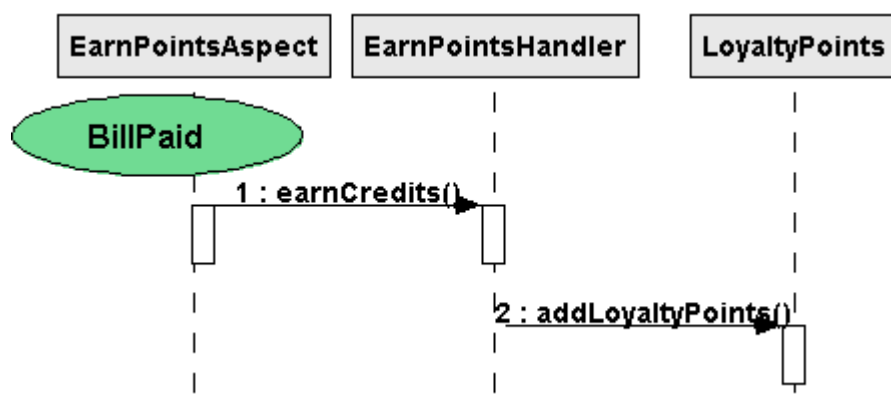 EarnPointsAspect
EarnPointsHandler
LoyaltyPoints
BillPaid
1 : earnCredits()
2 : addLoyaltyPoints()